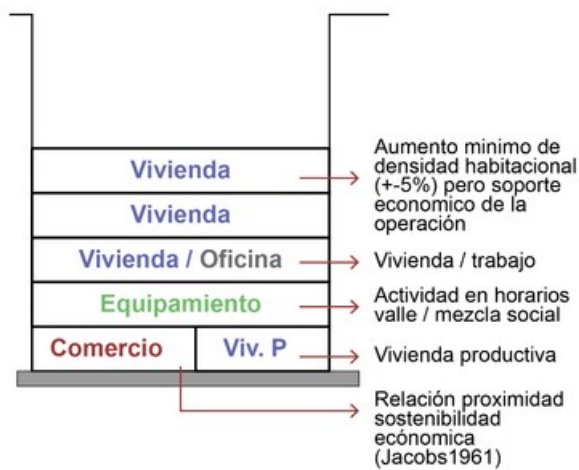 Vivienda
Aumento minimo de
densidad habitacional
(+-5%) pero soporte
economico de la
operación
Vivienda
Vivienda / Oficina
Vivienda / trabajo
Equipamiento
Actividad en horarios
valle / mezcla social
Comercio
Viv. P
Vivienda productiva
Relación proximidad
sostenibilidad
ecónomica
(Jacobs1961)